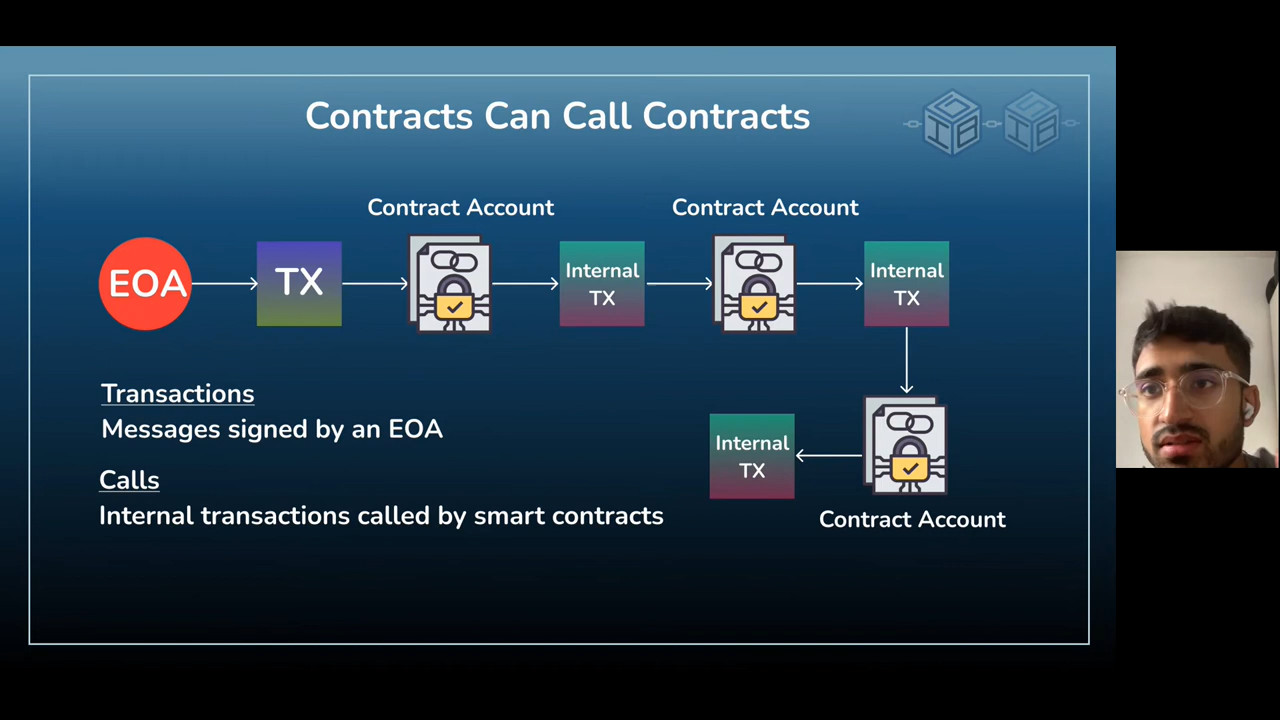 Contracts Can Call Contracts
Contract Account
Contract Account
EOA
TX
Internal
TX
Internal
TX
Transactions
Messages signed by an EOA
Calls
Internal transactions called by smart contracts
Internal
TX
Contract Account